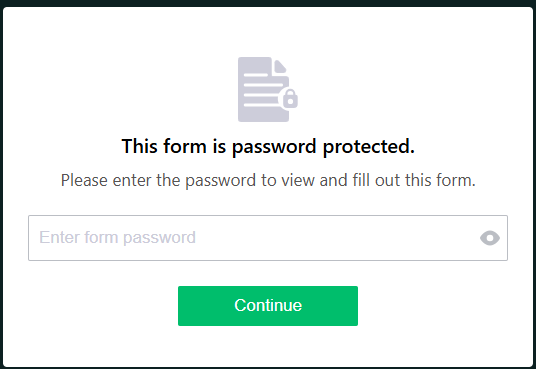 This form is password protected.
Please enter the password to view and fill out this form.
Enter form password
Continue